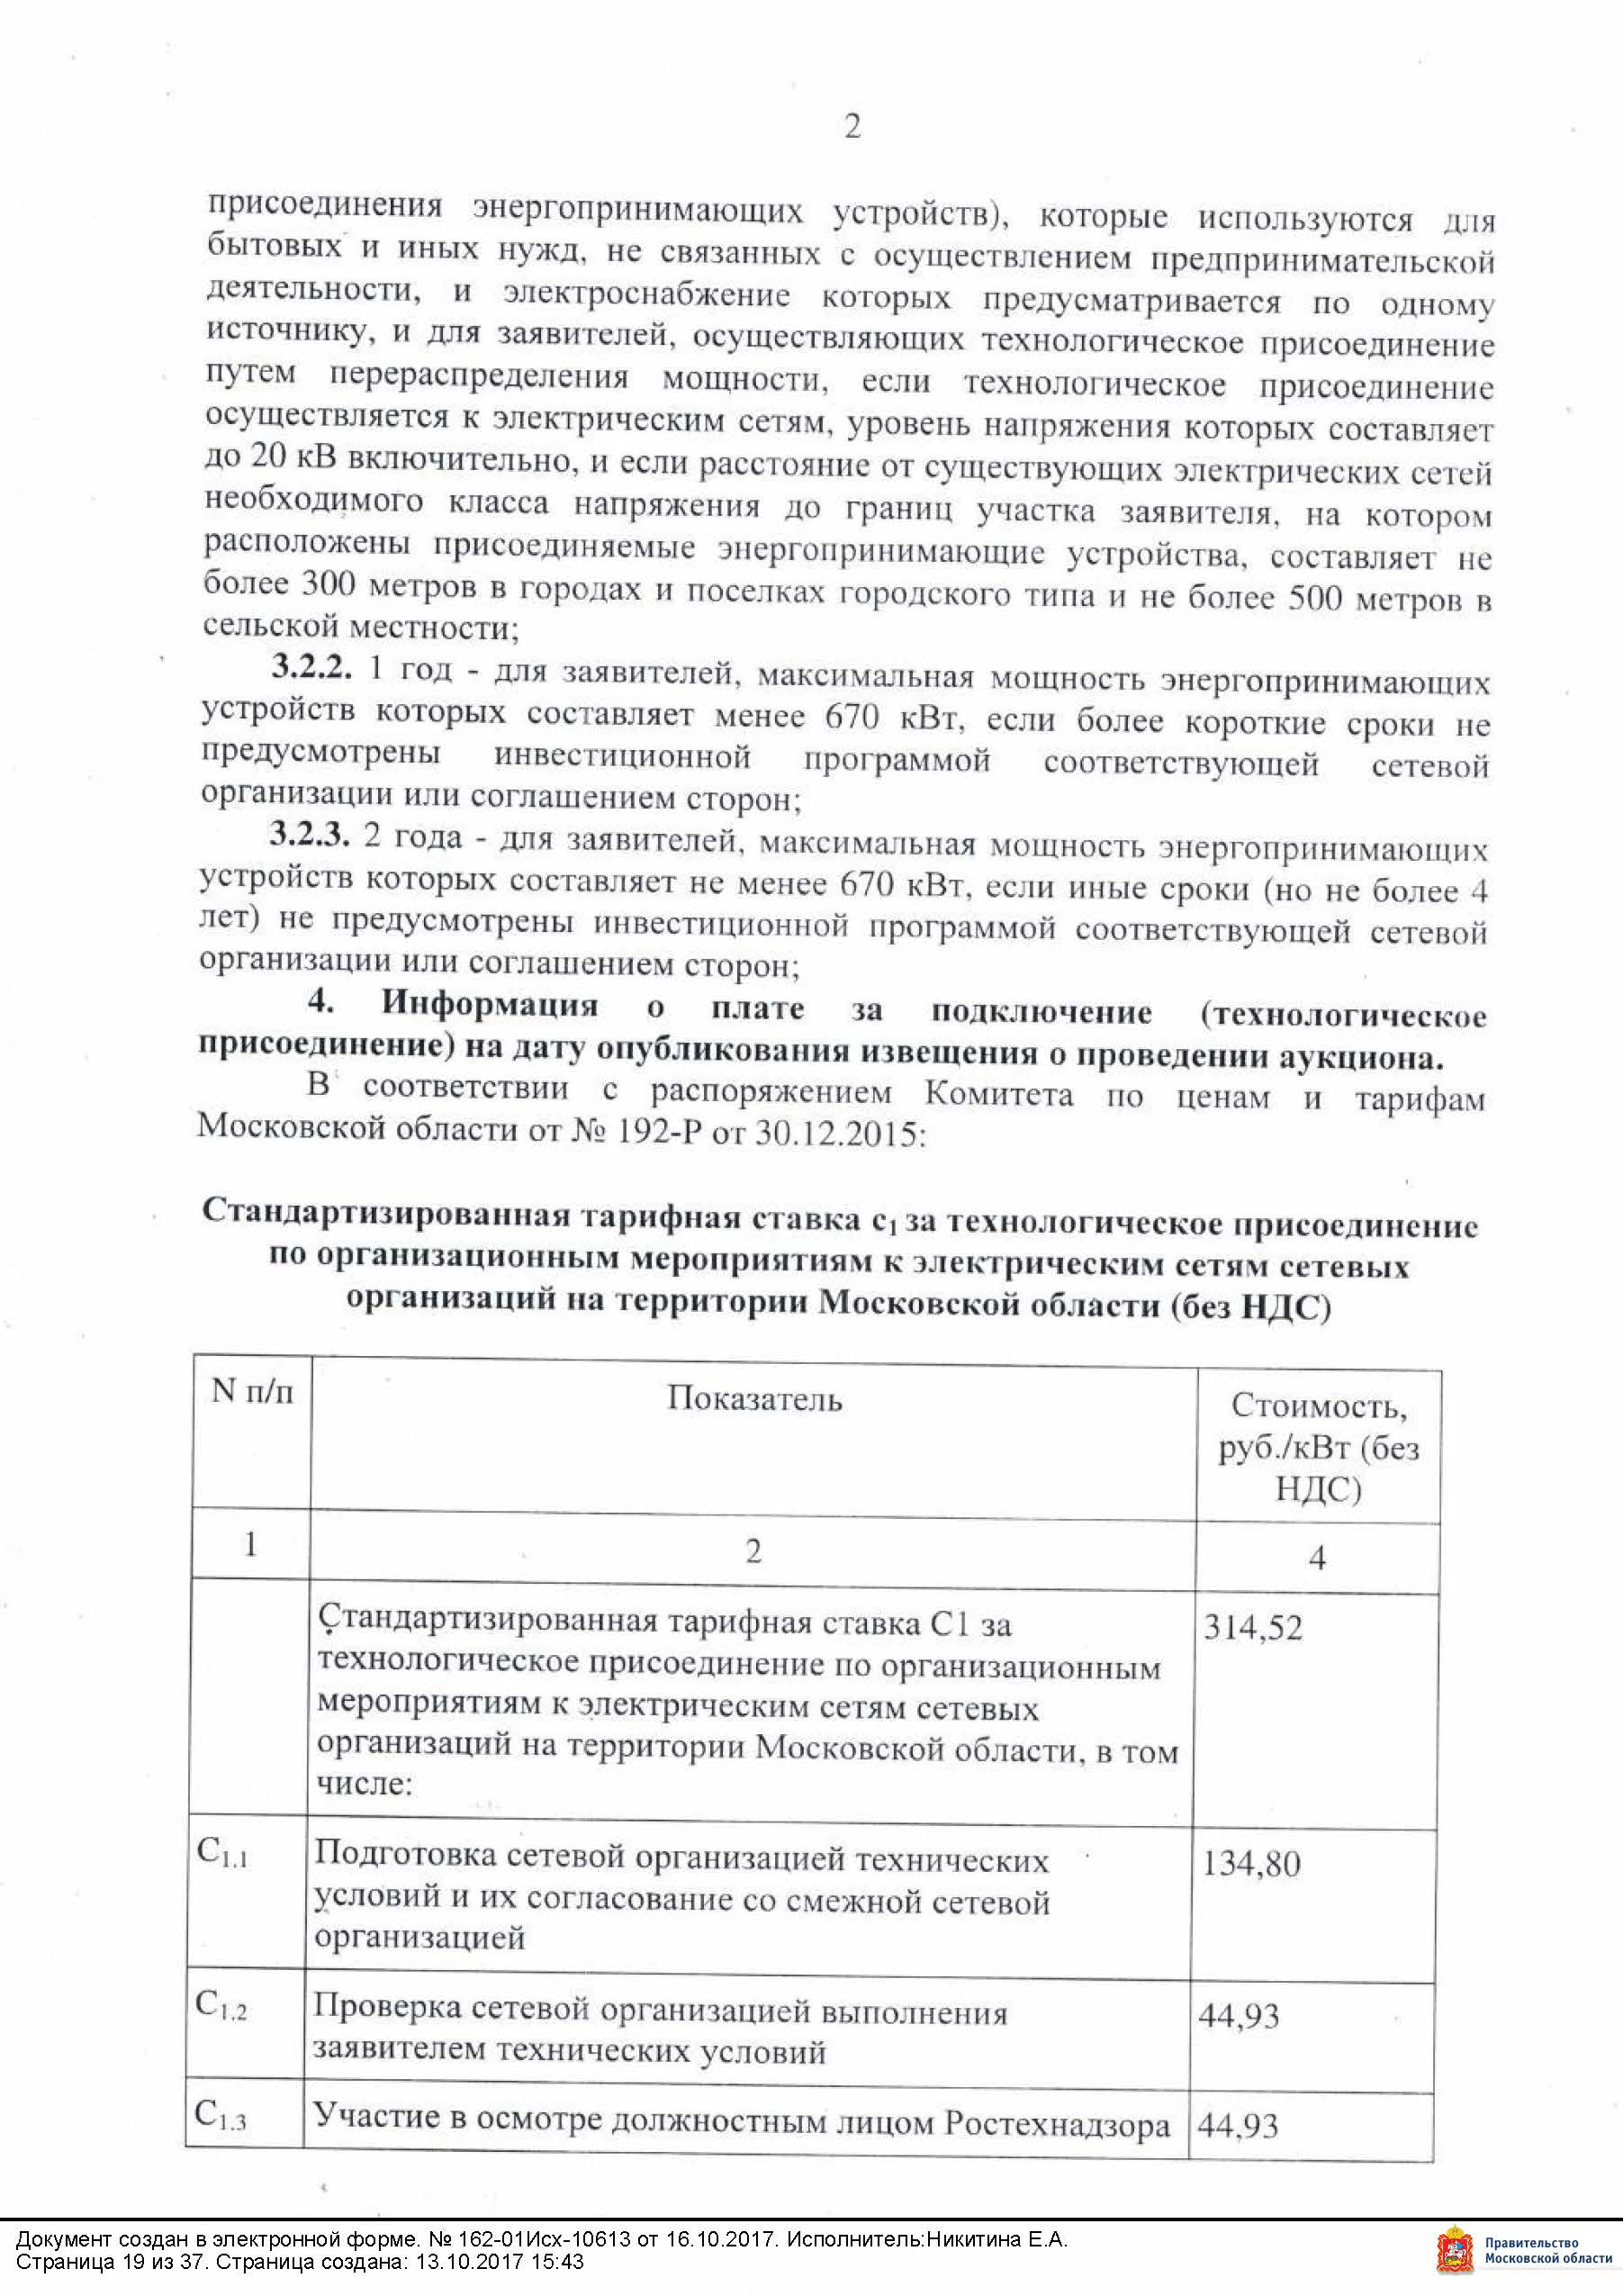 2
присоединения энергопринимающих устройств), которые используются для
бытовых и иных нужд, не связанных с осуществлением предпринимательской
деятельности, и электроснабжение которых предусматривается по одному
источнику, и для заявителей, осуществляющих технологическое присоединение
путем перераспределения мощности, если технологическое присоединение
осуществляется к электрическим сетям, уровень напряжения которых составляет
до 20 кВ включительно, и если расстояние от существующих электрических сетей
необходимого класса напряжения до границ участка заявителя, на котором
расположены присоединяемые энергопринимающие устройства, составляет не
более 300 метров в городах и поселках городского типа и не более 500 метров в
сельской местности;
3.2.2. 1 год - для заявителей, максимальная мощность энергопринимающих
устройств которых составляет менее 670 кВт, если более короткие сроки не
предусмотрены инвестиционной программой соответствующей сетевой
организации или соглашением сторон;
3.2.3. 2 года - для заявителей, максимальная мощность энергопринимающих
устройств которых составляет не менее 670 кВт, если иные сроки (но не более 4
лет) не предусмотрены инвестиционной программой соответствующей сетевой
организации или соглашением сторон;
4. Информация о плате за подключение (технологическое
присоединение) на дату опубликования извещения о проведении аукциона.
В соответствии с распоряжением Комитета по ценам и тарифам
Московской области от № 192-Р от 30.12.2015:
Стандартизированная тарифная ставка с1 за технологическое присоединение
по организационным мероприятиям к электрическим сетям сетевых
организаций на территории Московской области (без НДС)
N п/п Показатель Стоимость,
руб./кВт (без
НДС)
1 2 4
Стандартизированная тарифная ставка С1 за 314,52
технологическое присоединение по организационным
мероприятиям к электрическим сетям сетевых
организаций на территории Московской области, в том
числе:
С1.1 Подготовка сетевой организацией технических 134,80
условий и их согласование со смежной сетевой
организацией
С1.2 Проверка сетевой организацией выполнения 44,93
заявителем технических условий
С1.3 Участие в осмотре должностным лицом Ростехнадзора 44,93
Документ создан в электронной форме. № 162-01Исх-10613 от 16.10.2017. Исполнитель:Никитина Е.А.
Страница 19 из 37. Страница создана: 13.10.2017 15:43
Правительство
Московской области